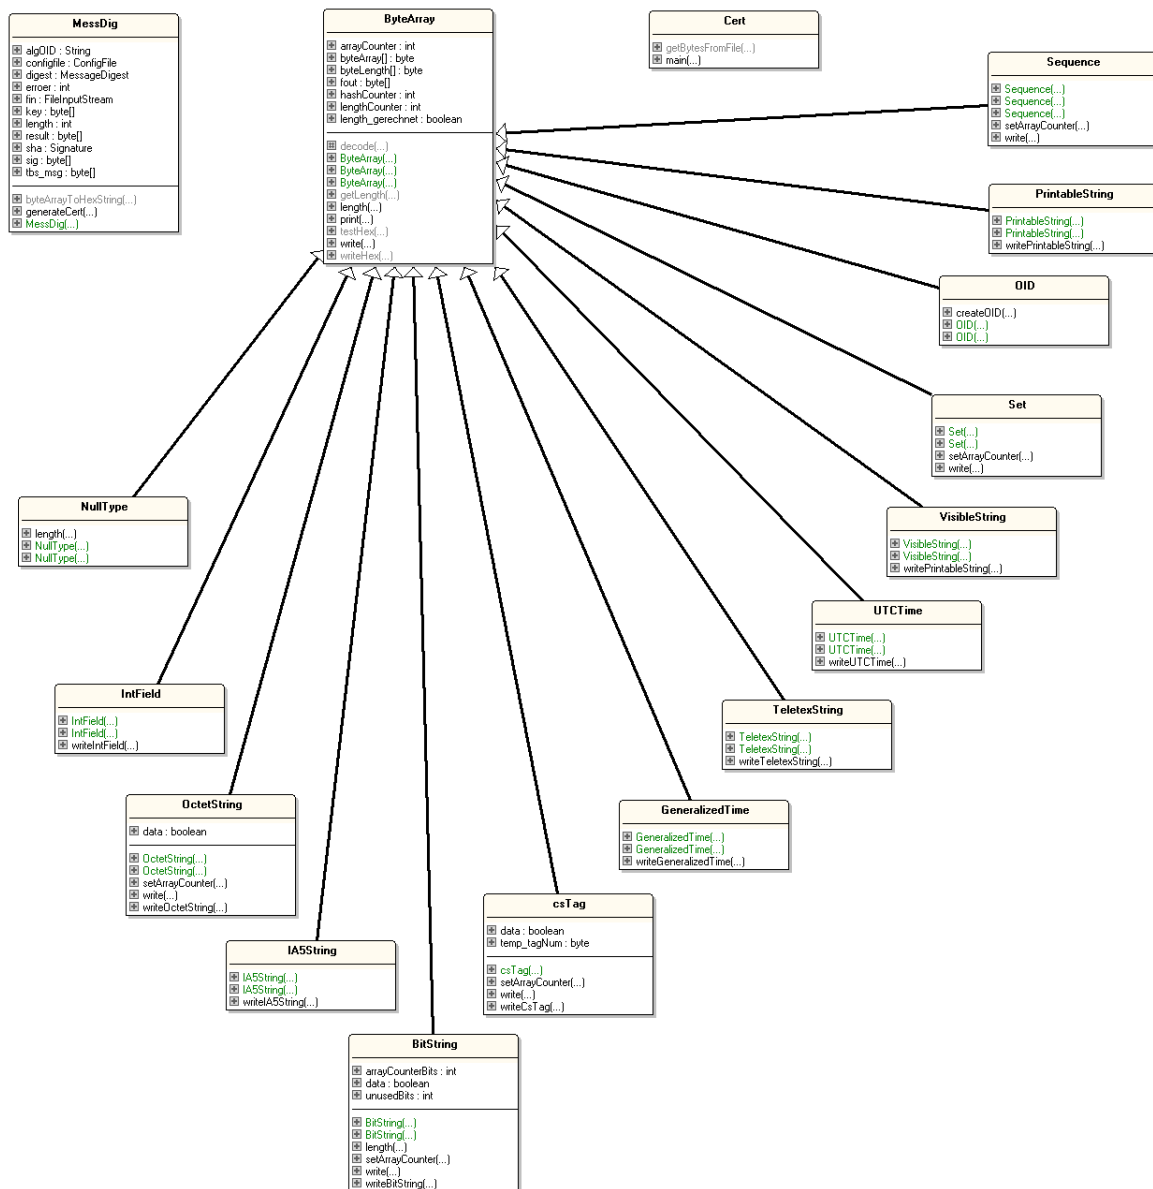 MessDig
algOID : String
configfile : ConfigFile
digest : MessageDigest
erroer : int
fin : FileInputStream
key : byte[]
length : int
result : byte[]
sha : Signature
sig : byte[]
tbs_msg : byte[]
byteArrayToHexString(...)
generateCert(...)
MessDig(...)
ByteArray
arrayCounter : int
byteArray[] : byte
byteLength[] : byte
fout : byte[]
hashCounter : int
lengthCounter : int
length_gerechnet : boolean
decode(...)
ByteArray(...)
ByteArray(...)
ByteArray(...)
getLength(...)
length(...)
print(...)
testHex(...)
write(...)
writeHex(...)
Cert
getBytesFromFile(...)
main(...)
Sequence
Sequence(...)
Sequence(...)
Sequence(...)
setArrayCounter(...)
write(...)
PrintableString
PrintableString(...)
PrintableString(...)
writePrintableString(...)
OID
createOID(...)
OID(...)
OID(...)
Set
Set(...)
Set(...)
setArrayCounter(...)
write(...)
NullType
length(...)
NullType(...)
NullType(...)
VisibleString
VisibleString(...)
VisibleString(...)
writePrintableString(...)
UTCTime
UTCTime(...)
UTCTime(...)
writeUTCTime(...)
IntField
IntField(...)
IntField(...)
writeIntField(...)
TeletexString
TeletexString(...)
TeletexString(...)
writeTeletexString(...)
OctetString
data : boolean
OctetString(...)
OctetString(...)
setArrayCounter(...)
write(...)
writeOctetString(...)
GeneralizedTime
GeneralizedTime(...)
GeneralizedTime(...)
writeGeneralizedTime(...)
csTag
data : boolean
temp_tagNum : byte
csTag(...)
setArrayCounter(...)
write(...)
writeCsTag(...)
IA5String
IA5String(...)
IA5String(...)
writeIA5String(...)
BitString
arrayCounterBits : int
data : boolean
unusedBits : int
BitString(...)
BitString(...)
length(...)
setArrayCounter(...)
write(...)
writeBitString(...)